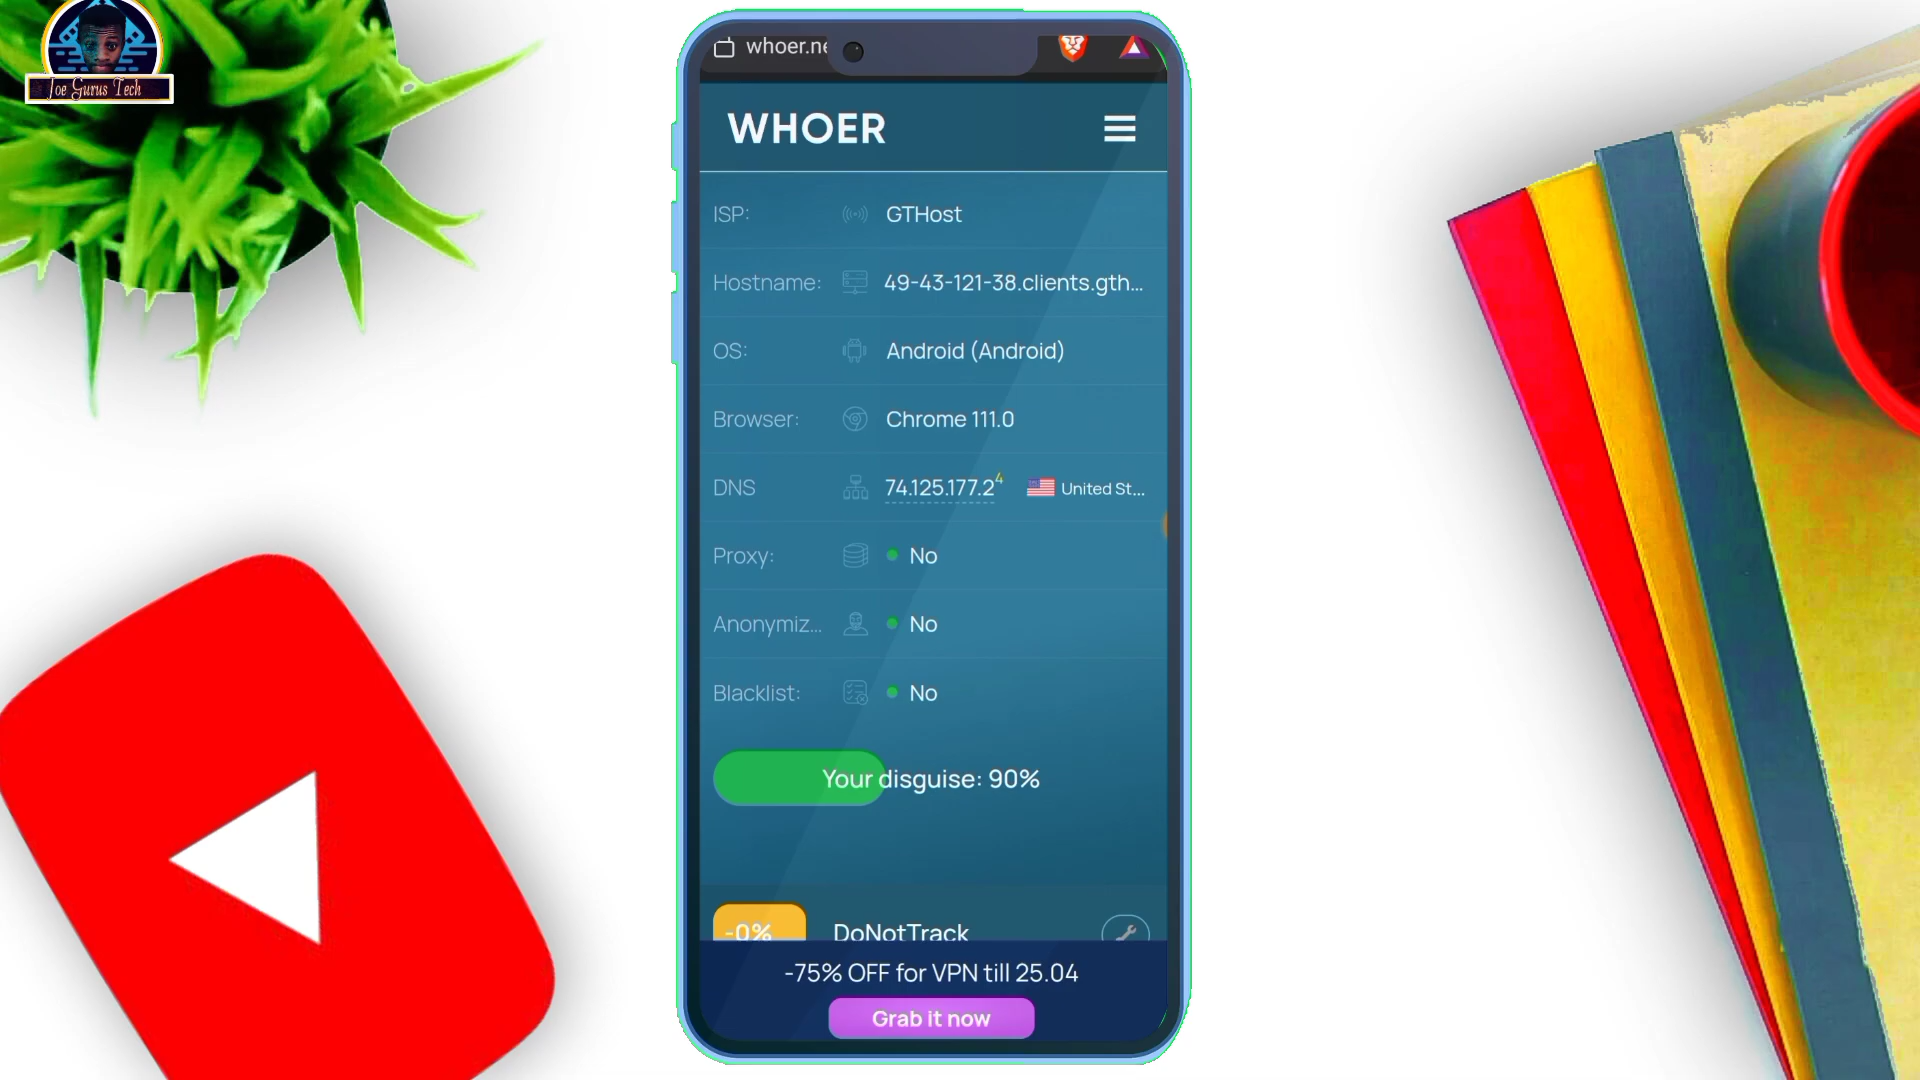 Joe Gurus Tech
whoer.ne
WHOER
ISP: GTHost
Hostname: 49-43-121-38.clients.gth...
OS: Android (Android)
Browser: Chrome 111.0
DNS 74.125.177.2 4 United St...
Proxy: No
Anonymiz... No
Blacklist: No
Your disguise: 90%
-0% DoNotTrack
-75% OFF for VPN till 25.04
Grab it now